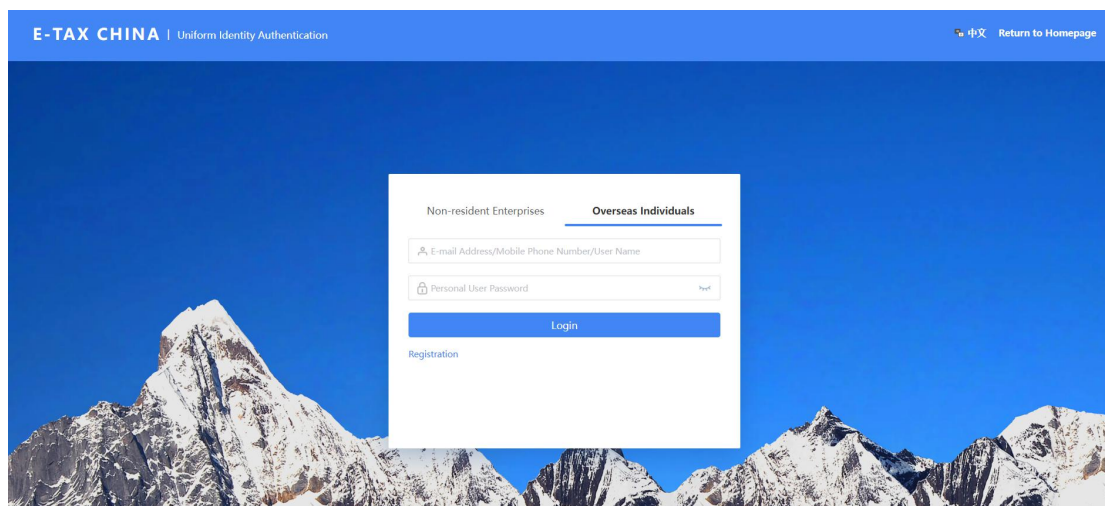 E-TAX CHINA | Uniform Identity Authentication
中文 Return to Homepage
Non-resident Enterprises Overseas Individuals
E-mail Address/Mobile Phone Number/User Name
Personal User Password
Login
Registration